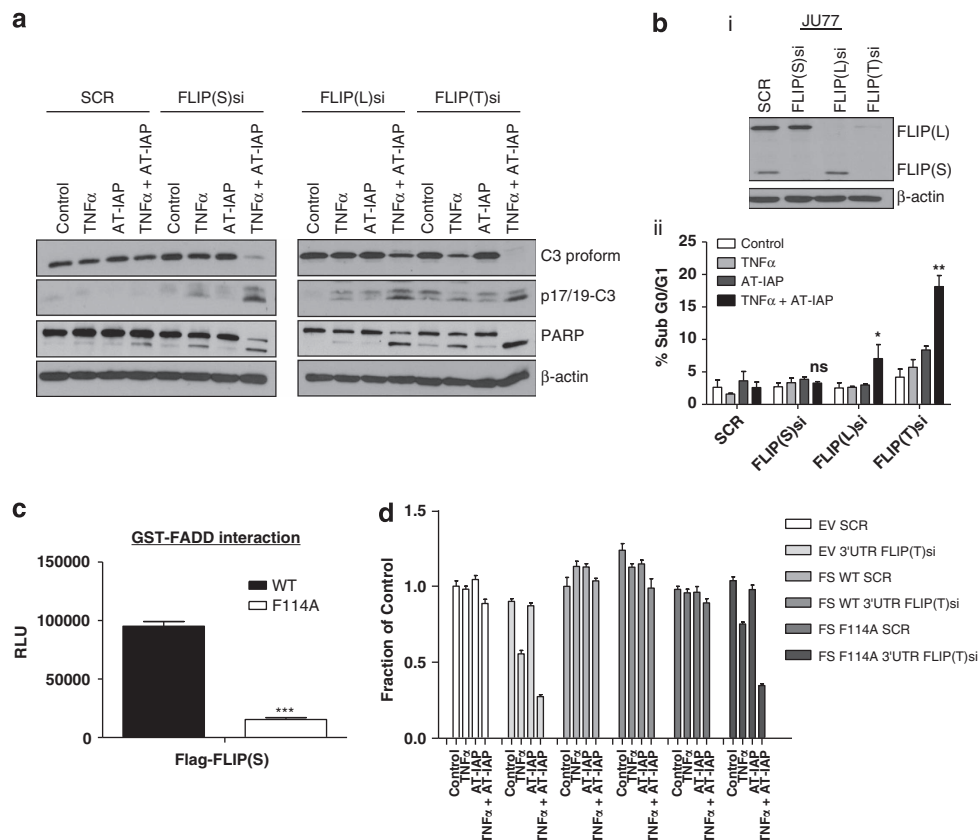 a
SCR
FLIP(S)si
FLIP(L)si
FLIP(T)si
Control
TNFα
AT-IAP
TNFα + AT-IAP
Control
TNFα
AT-IAP
TNFα + AT-IAP
Control
TNFα
AT-IAP
TNFα + AT-IAP
Control
TNFα
AT-IAP
TNFα + AT-IAP
C3 proform
p17/19-C3
PARP
β-actin
b
i
JU77
SCR
FLIP(S)si
FLIP(L)si
FLIP(T)si
FLIP(L)
FLIP(S)
β-actin
ii
% Sub G0/G1
25
20
15
10
5
0
Control
TNFα
AT-IAP
TNFα + AT-IAP
ns
*
**
SCR
FLIP(S)si
FLIP(L)si
FLIP(T)si
c
GST-FADD interaction
RLU
150000
100000
50000
0
WT
F114A
***
Flag-FLIP(S)
d
Fraction of Control
1.5
1.0
0.5
0.0
Control
TNFα
AT-IAP
TNFα + AT-IAP
Control
TNFα
AT-IAP
TNFα + AT-IAP
Control
TNFα
AT-IAP
TNFα + AT-IAP
Control
TNFα
AT-IAP
TNFα + AT-IAP
Control
TNFα
AT-IAP
TNFα + AT-IAP
Control
TNFα
AT-IAP
TNFα + AT-IAP
EV SCR
EV 3'UTR FLIP(T)si
FS WT SCR
FS WT 3'UTR FLIP(T)si
FS F114A SCR
FS F114A 3'UTR FLIP(T)si